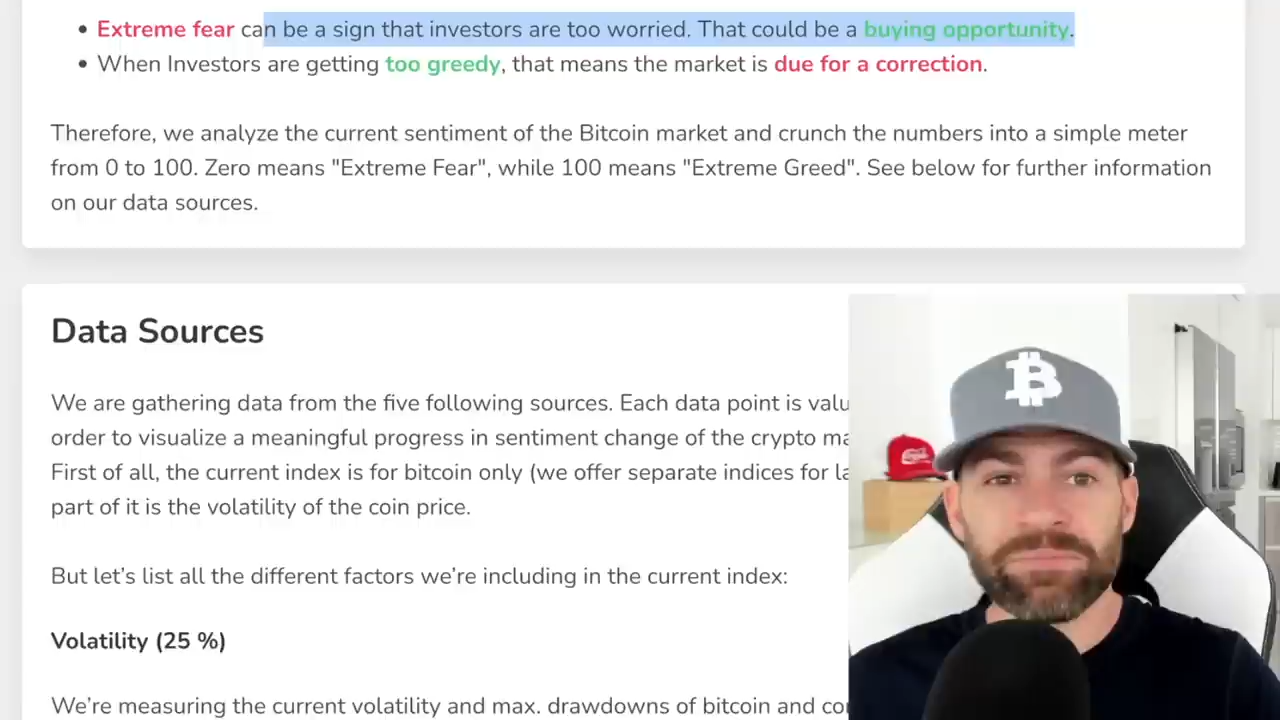 Extreme fear can be a sign that investors are too worried. That could be a buying opportunity.
When Investors are getting too greedy, that means the market is due for a correction.
Therefore, we analyze the current sentiment of the Bitcoin market and crunch the numbers into a simple meter
from 0 to 100. Zero means "Extreme Fear", while 100 means "Extreme Greed". See below for further information
on our data sources.
Data Sources
We are gathering data from the five following sources. Each data point is valu
order to visualize a meaningful progress in sentiment change of the crypto ma
First of all, the current index is for bitcoin only (we offer separate indices for la
part of it is the volatility of the coin price.
But let’s list all the different factors we’re including in the current index:
Volatility (25 %)
We’re measuring the current volatility and max. drawdowns of bitcoin and co